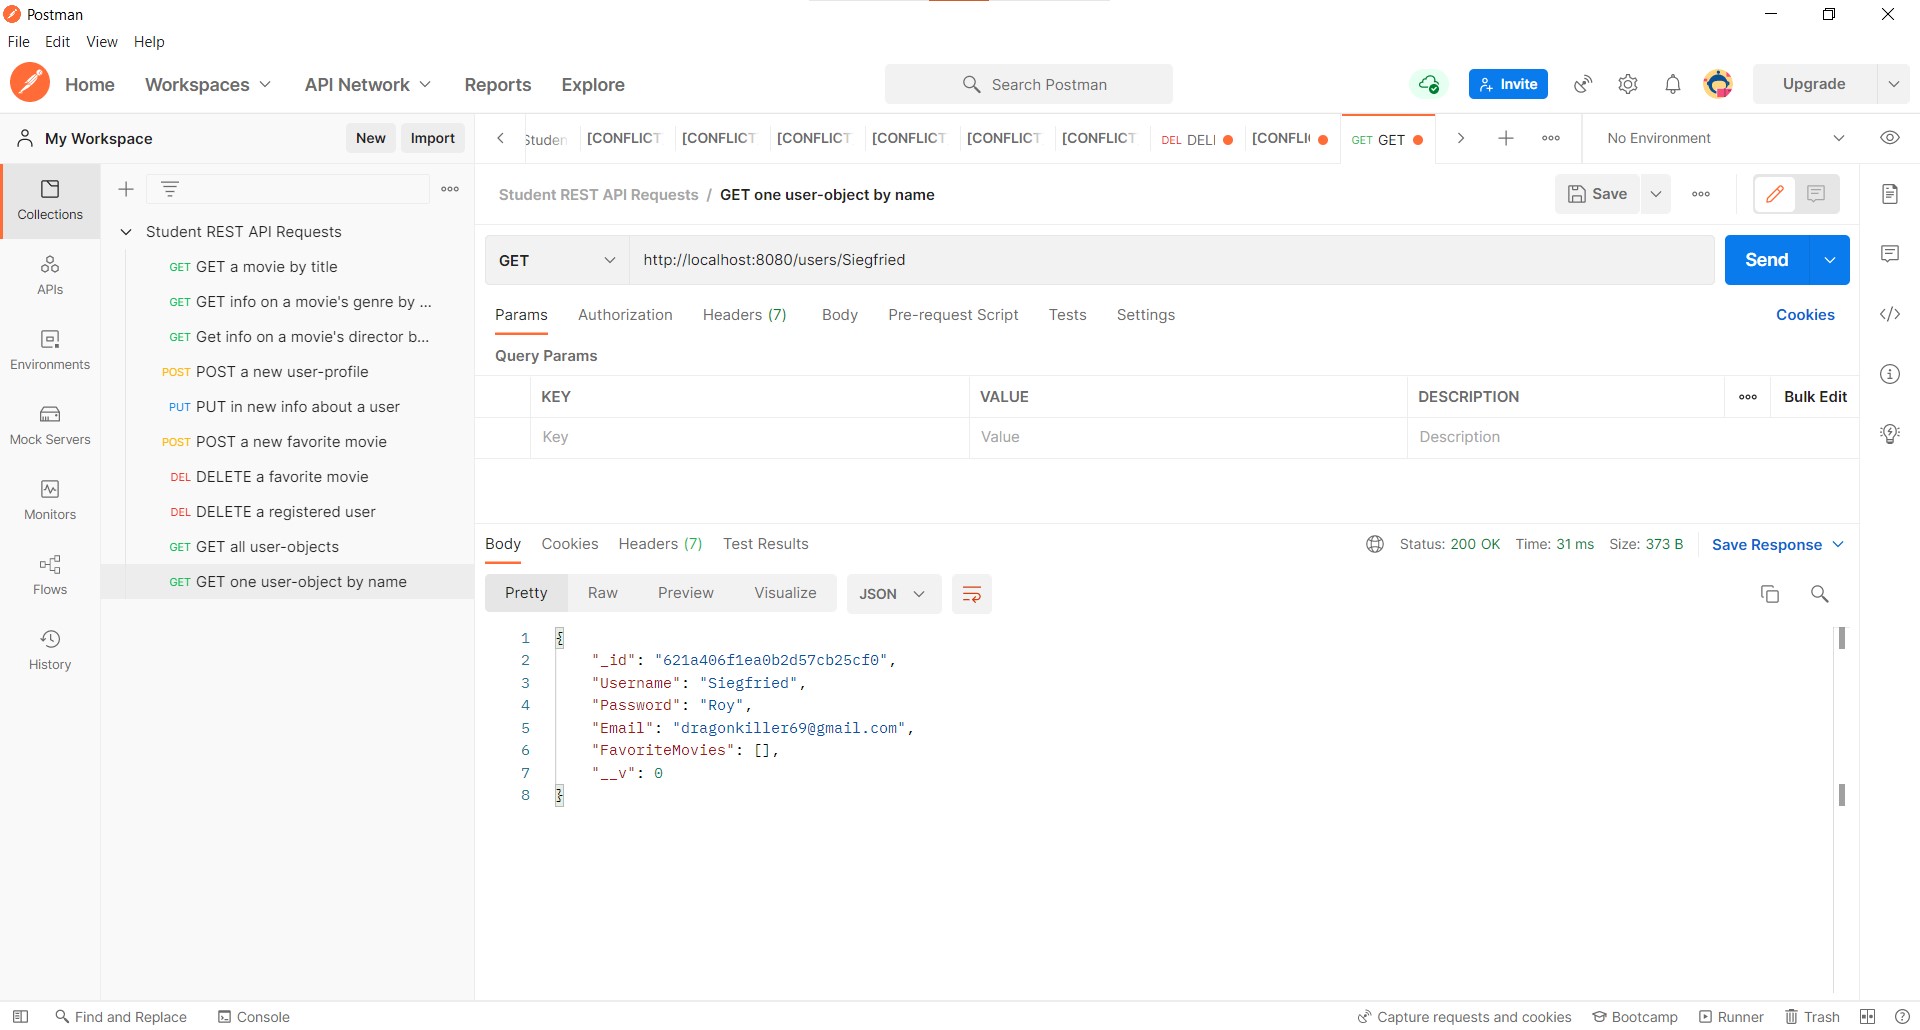 Postman
File Edit View Help
Home Workspaces API Network Reports Explore Search Postman Invite Upgrade
My Workspace New Import
Studen [CONFLICT [CONFLICT [CONFLICT [CONFLICT [CONFLICT [CONFLICT DEL DEL [CONFLI GET GET No Environment
Collections
APIs
Environments
Mock Servers
Monitors
Flows
History
Student REST API Requests
GET GET a movie by title
GET GET info on a movie's genre by ...
GET Get info on a movie's director b...
POST POST a new user-profile
PUT PUT in new info about a user
POST POST a new favorite movie
DEL DELETE a favorite movie
DEL DELETE a registered user
GET GET all user-objects
GET GET one user-object by name
Student REST API Requests / GET one user-object by name Save
GET http://localhost:8080/users/Siegfried Send
Params Authorization Headers (7) Body Pre-request Script Tests Settings Cookies
Query Params
KEY VALUE DESCRIPTION Bulk Edit
Key Value Description
Body Cookies Headers (7) Test Results Status: 200 OK Time: 31 ms Size: 373 B Save Response
Pretty Raw Preview Visualize JSON
1 {
2 "_id": "621a406f1ea0b2d57cb25cf0",
3 "Username": "Siegfried",
4 "Password": "Roy",
5 "Email": "dragonkiller69@gmail.com",
6 "FavoriteMovies": [],
7 "__v": 0
8 }
Find and Replace Console Capture requests and cookies Bootcamp Runner Trash